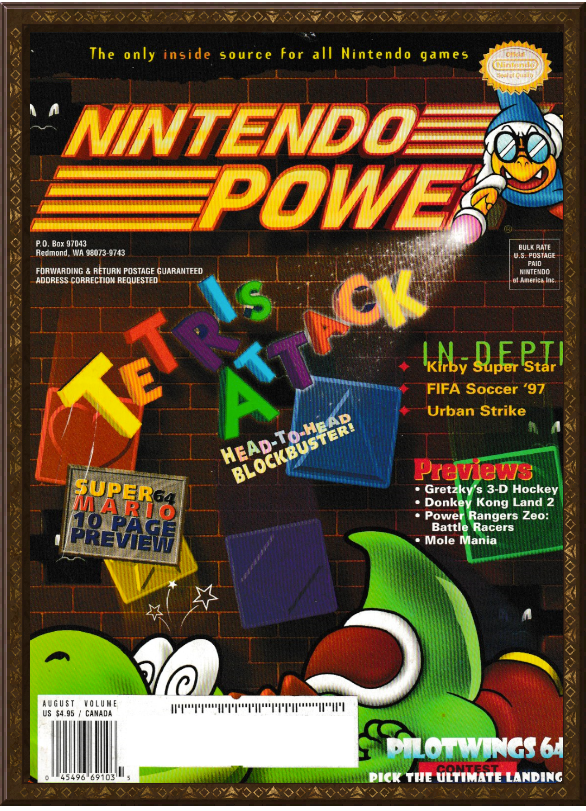 The only inside source for all Nintendo games
Nintendo
NINTENDO
POWE
P.O. Box 97043
Redmond, WA 98073-9743
FORWARDING & RETURN POSTAGE GUARANTEED
ADDRESS CORRECTION REQUESTED
BULK RATE
U.S. POSTAGE
PAID
NINTENDO
of America Inc.
TETRIS
ATTACK
HEAD-TO-HEAD
BLOCKBUSTER!
IN-DEPT
Kirby Super Star
FIFA Soccer '97
Urban Strike
Previews
• Gretzky's 3-D Hockey
• Donkey Kong Land 2
• Power Rangers Zeo:
Battle Racers
• Mole Mania
SUPER 64
MARIO
10 PAGE
PREVIEW
AUGUST VOLUME
US $4.95 / CANADA
0 45496 69103 5
PILOTWINGS 64
CONTEST
PICK THE ULTIMATE LANDING